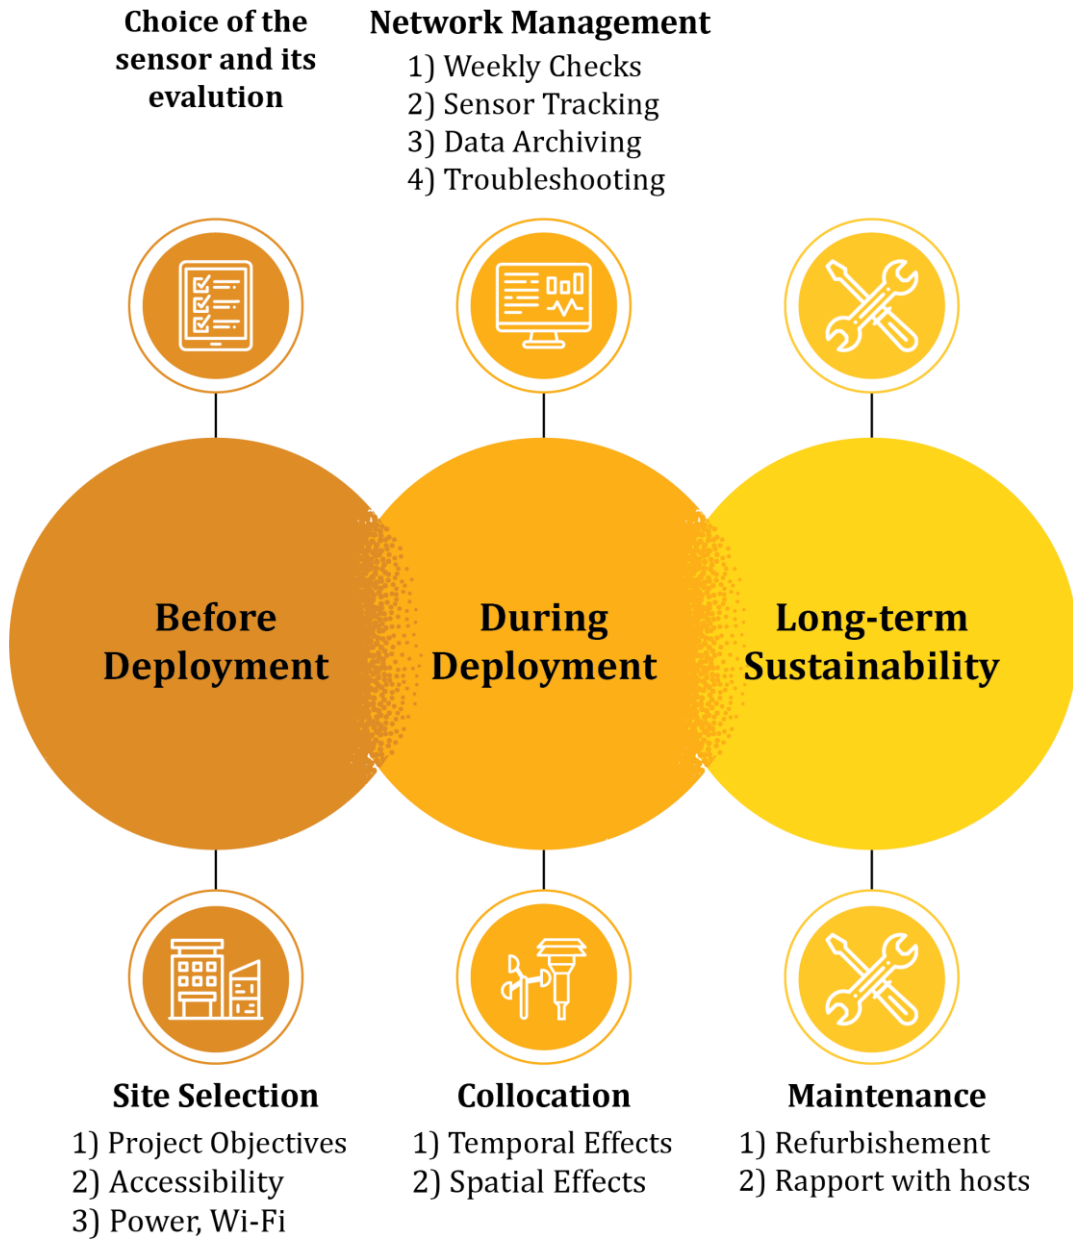 Choice of the
sensor and its
evalution
Network Management
1) Weekly Checks
2) Sensor Tracking
3) Data Archiving
4) Troubleshooting
Before
Deployment
During
Deployment
Long-term
Sustainability
Site Selection
1) Project Objectives
2) Accessibility
3) Power, Wi-Fi
Collocation
1) Temporal Effects
2) Spatial Effects
Maintenance
1) Refurbishement
2) Rapport with hosts